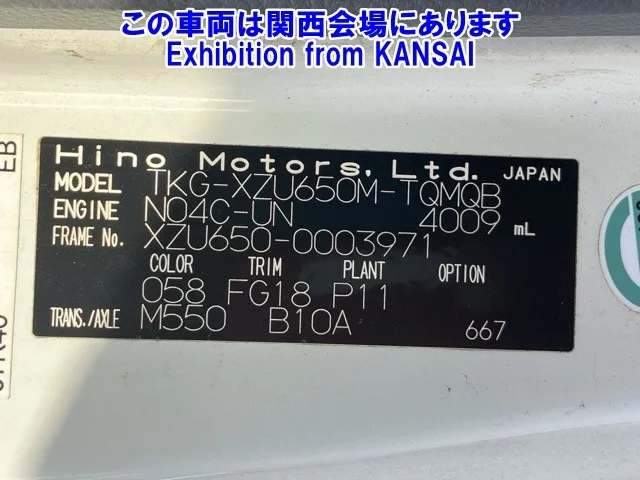 この車両は関西会場にあります
Exhibition from KANSAI
Hino Motors, Ltd. JAPAN
MODEL TKG-XZU650M-TQMQB
ENGINE N04C-UN 4009 mL
FRAME No. XZU650-0003971
COLOR TRIM PLANT OPTION
058 FG18 P11
TRANS./AXLE M550 B10A 667
EB